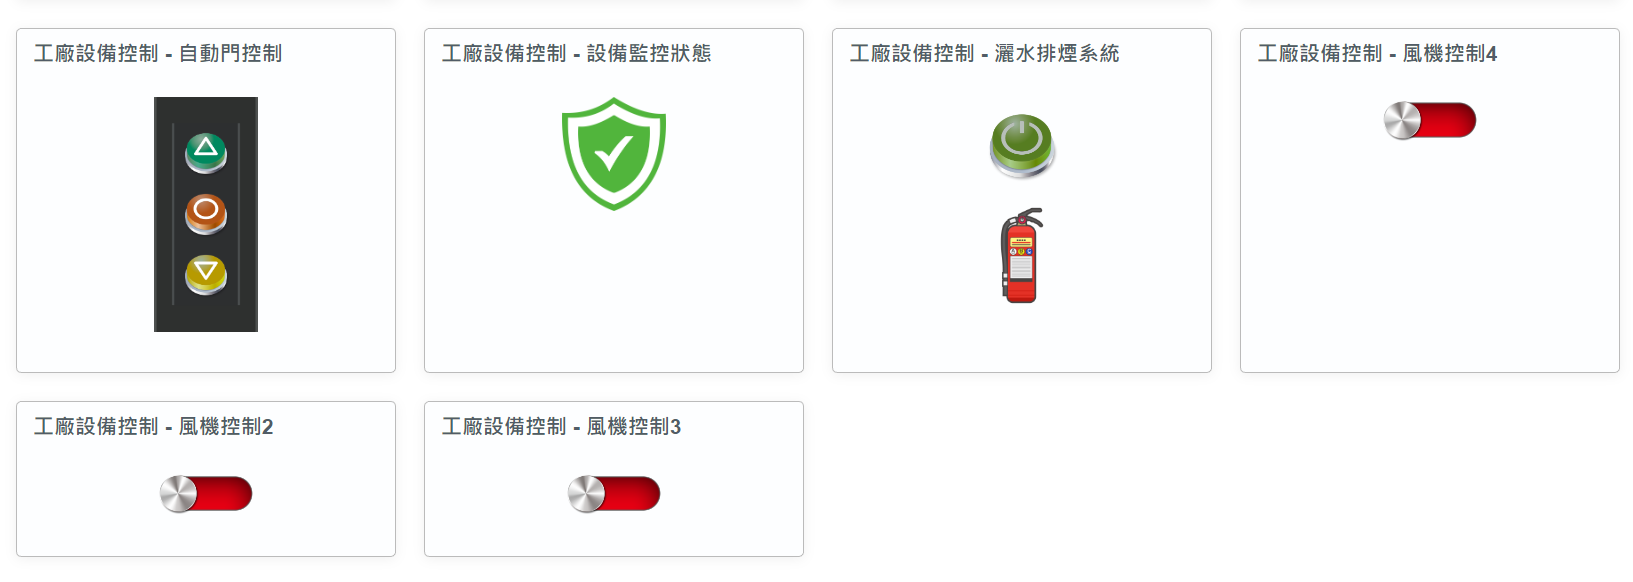 工廠設備控制 - 自動門控制
工廠設備控制 - 設備監控狀態
工廠設備控制 - 灑水排煙系統
工廠設備控制 - 風機控制4
工廠設備控制 - 風機控制2
工廠設備控制 - 風機控制3